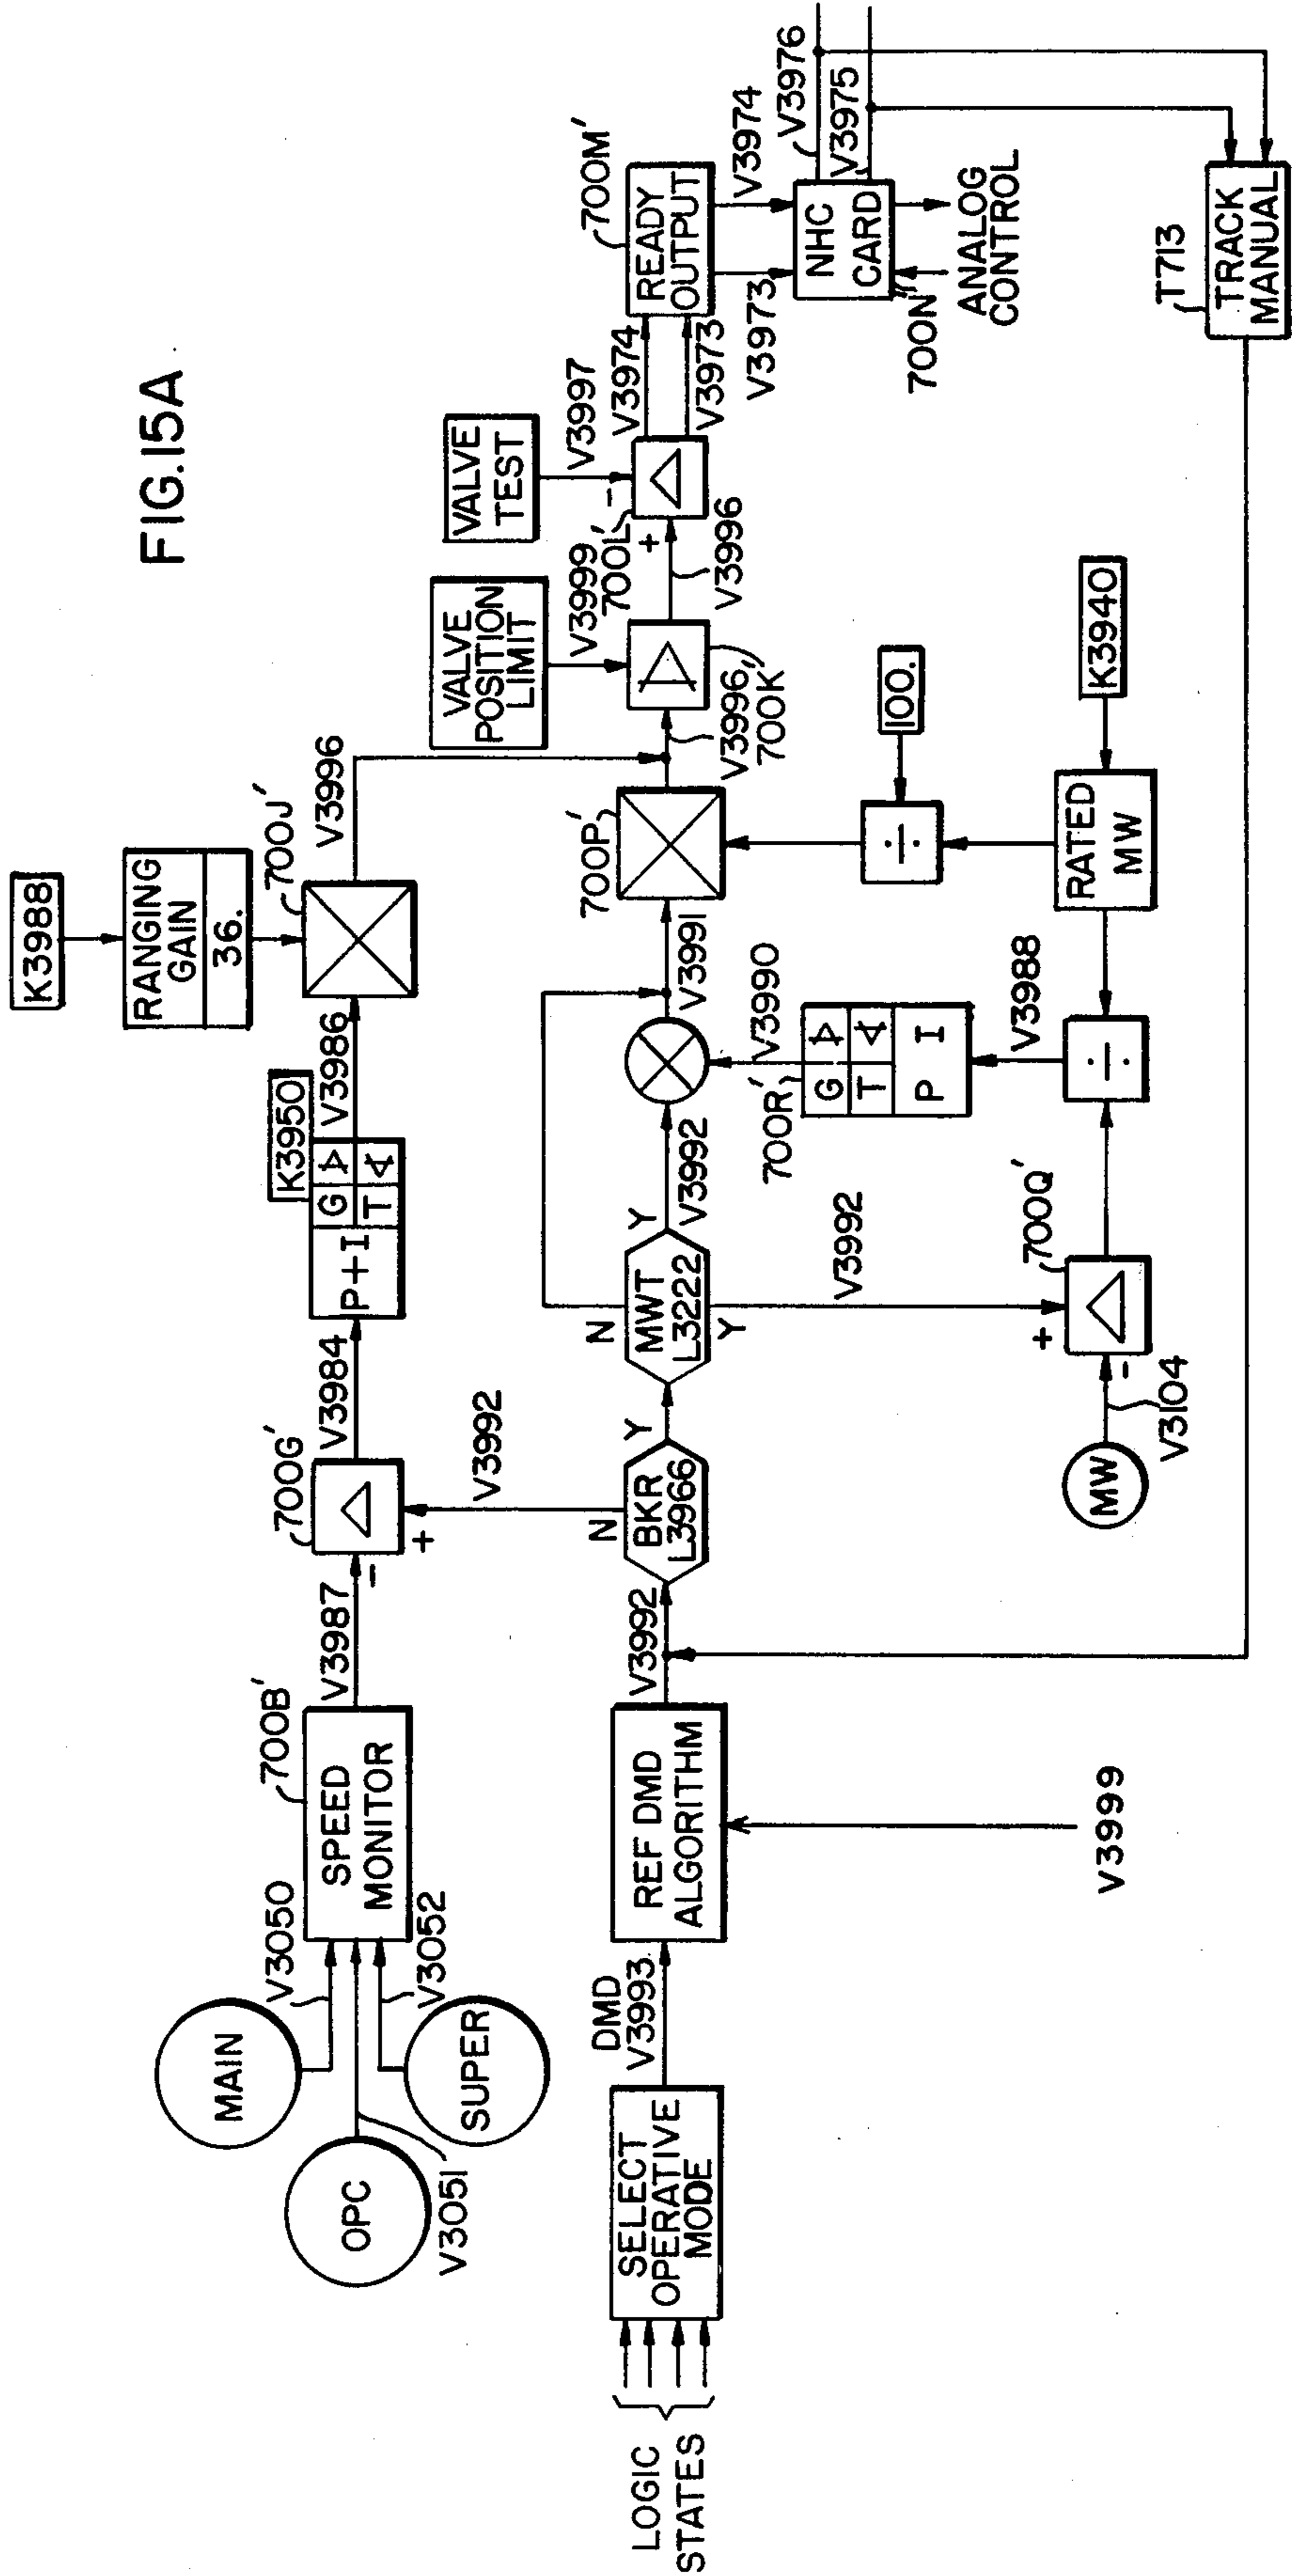 FIG.15A
MAIN
OPC
SUPER
V3050
V3051
V3052
700B'
SPEED
MONITOR
V3987
-
+
700G'
V3984
P+I
G
T
K3950
V3986
K3988
RANGING
GAIN
36.
700J'
V3996
LOGIC
STATES
SELECT
OPERATIVE
MODE
DMD
V3993
REF DMD
ALGORITHM
V3999
V3992
BKR
L3966
N
Y
V3992
MWT
L3222
N
Y
Y
V3992
V3992
V3991
700P'
V3996
700K'
VALVE
POSITION
LIMIT
V3999
700L'
+
-
V3996
VALVE
TEST
V3997
V3974
V3973
READY
OUTPUT
700M'
V3973
V3974
NHC
CARD
700N'
ANALOG
CONTROL
V3976
V3975
T713
TRACK
MANUAL
MW
V3104
-
+
700Q'
÷
V3988
700R'
G
T
P I
V3990
RATED
MW
K3940
÷
100.